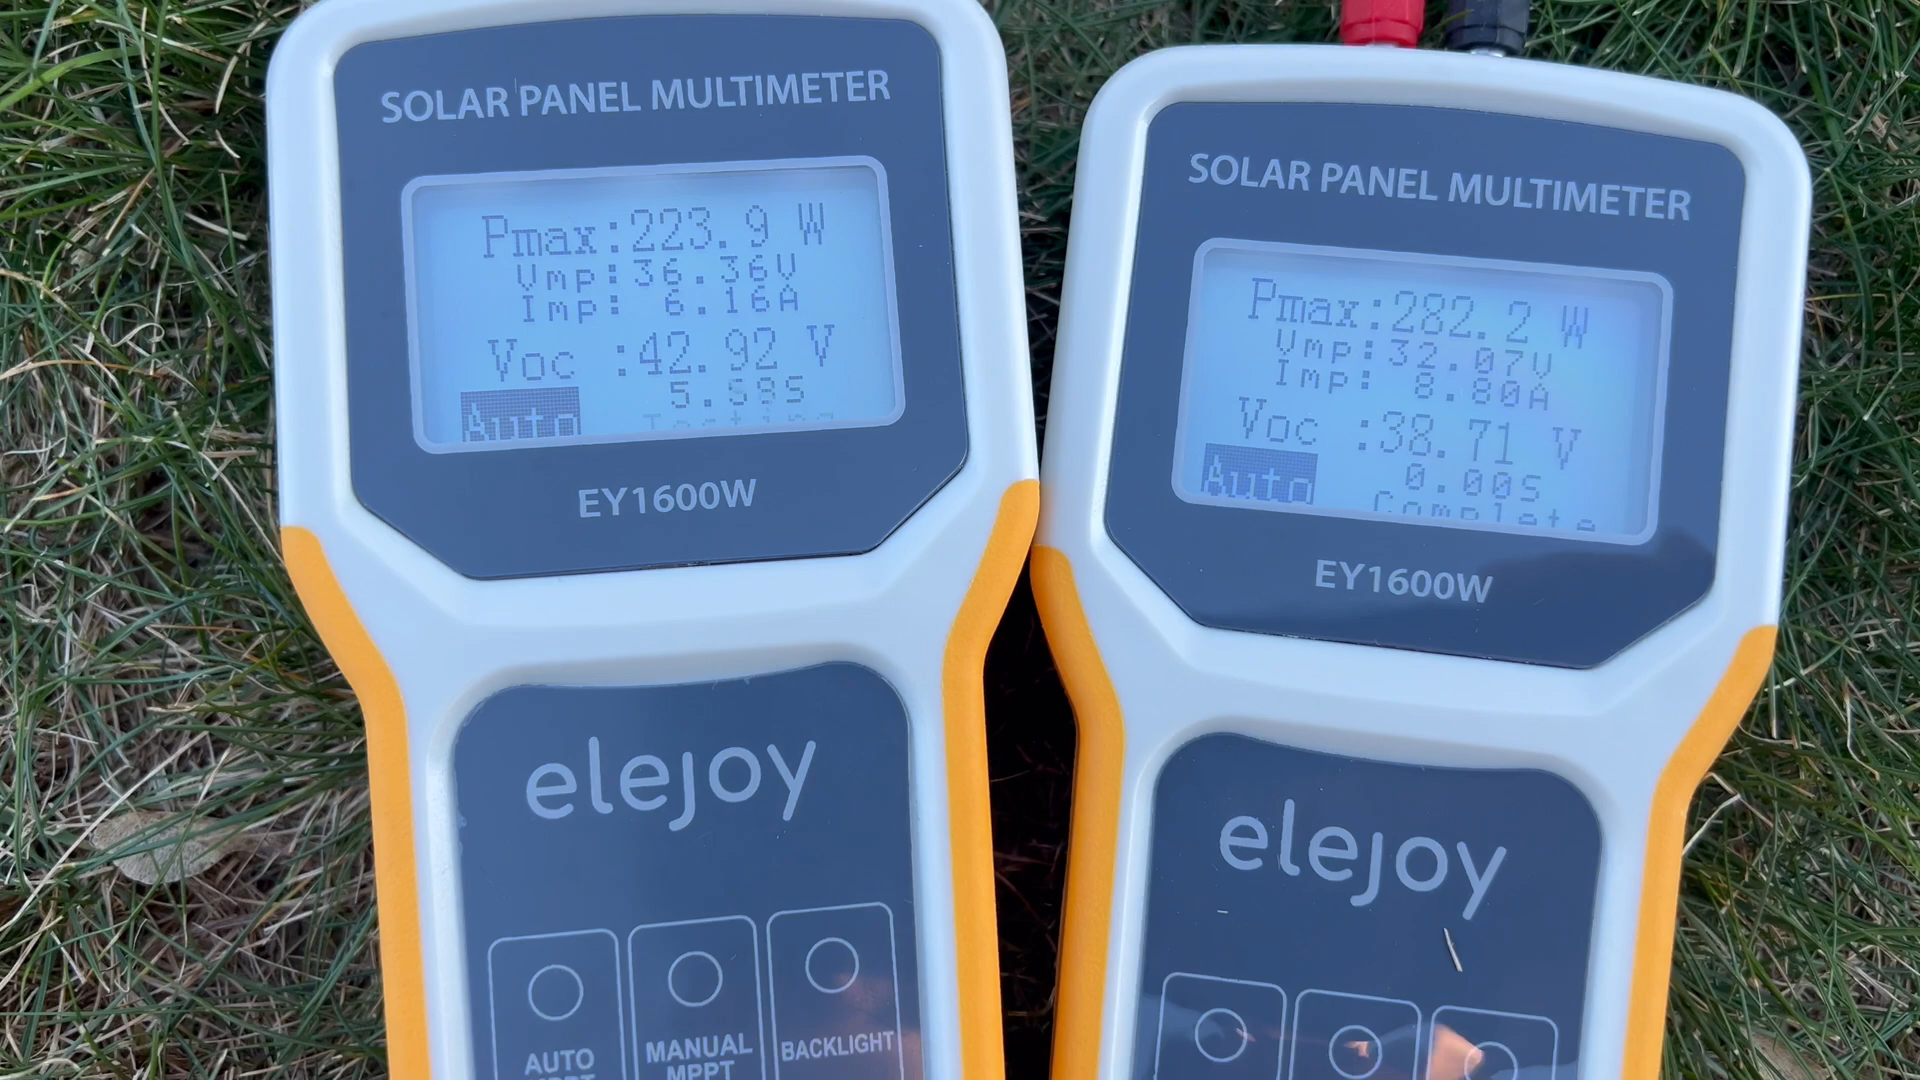 SOLAR PANEL MULTIMETER
Pmax:223.9 W
Vmp:36.36V
Imp: 6.16A
Voc :42.92 V
Auto
EY1600W
elejoy
AUTO
MPPT
MANUAL
MPPT
BACKLIGHT
SOLAR PANEL MULTIMETER
Pmax:282.2 W
Vmp:32.07V
Imp: 8.80A
Voc :38.71 V
0.00S
Auto Complete
EY1600W
elejoy